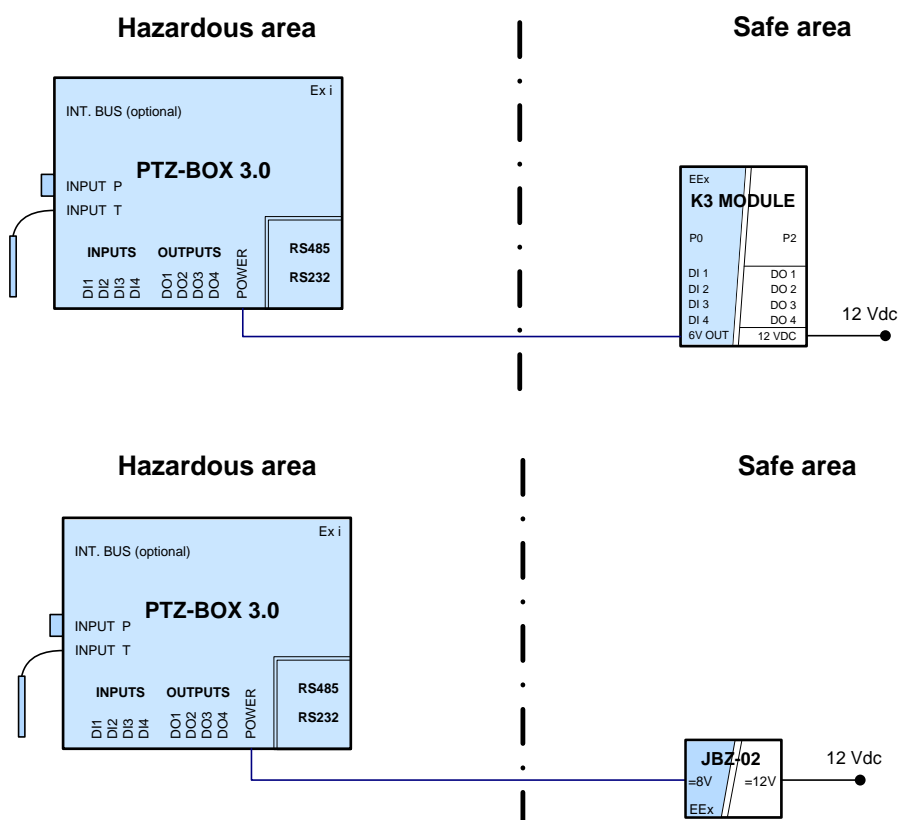 Hazardous area
Safe area
Ex i
INT. BUS (optional)
PTZ-BOX 3.0
INPUT P
INPUT T
INPUTS
OUTPUTS
DI1
DI2
DI3
DI4
DO1
DO2
DO3
DO4
POWER
RS485
RS232
EEx
K3 MODULE
P0
P2
DI 1
DO 1
DI 2
DO 2
DI 3
DO 3
DI 4
DO 4
6V OUT
12 VDC
12 Vdc
Hazardous area
Safe area
Ex i
INT. BUS (optional)
PTZ-BOX 3.0
INPUT P
INPUT T
INPUTS
OUTPUTS
DI1
DI2
DI3
DI4
DO1
DO2
DO3
DO4
POWER
RS485
RS232
JBZ-02
=8V
=12V
EEx
12 Vdc